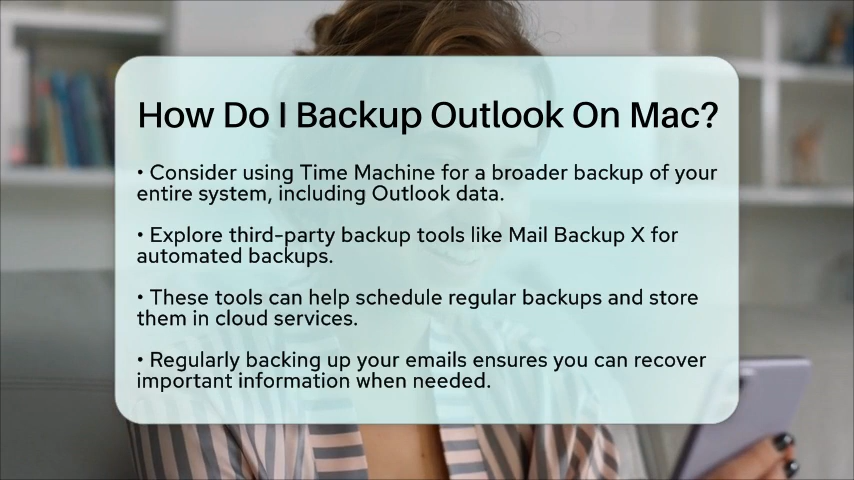 How Do I Backup Outlook On Mac?
• Consider using Time Machine for a broader backup of your
entire system, including Outlook data.
• Explore third-party backup tools like Mail Backup X for
automated backups.
• These tools can help schedule regular backups and store
them in cloud services.
• Regularly backing up your emails ensures you can recover
important information when needed.